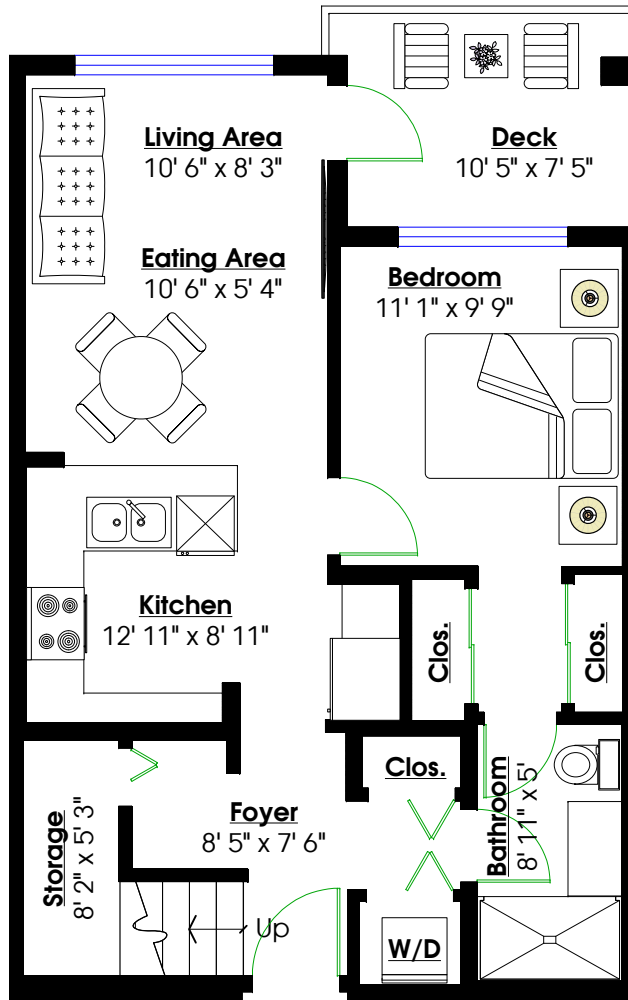 Living Area
10' 6" x 8' 3"
Deck
10' 5" x 7' 5"
Eating Area
10' 6" x 5' 4"
Bedroom
11' 1" x 9' 9"
Kitchen
12' 11" x 8' 11"
Clos.
Clos.
Clos.
Bathroom
8' 11" x 5'
Foyer
8' 5" x 7' 6"
Storage
8' 2" x 5' 3"
Up
W/D